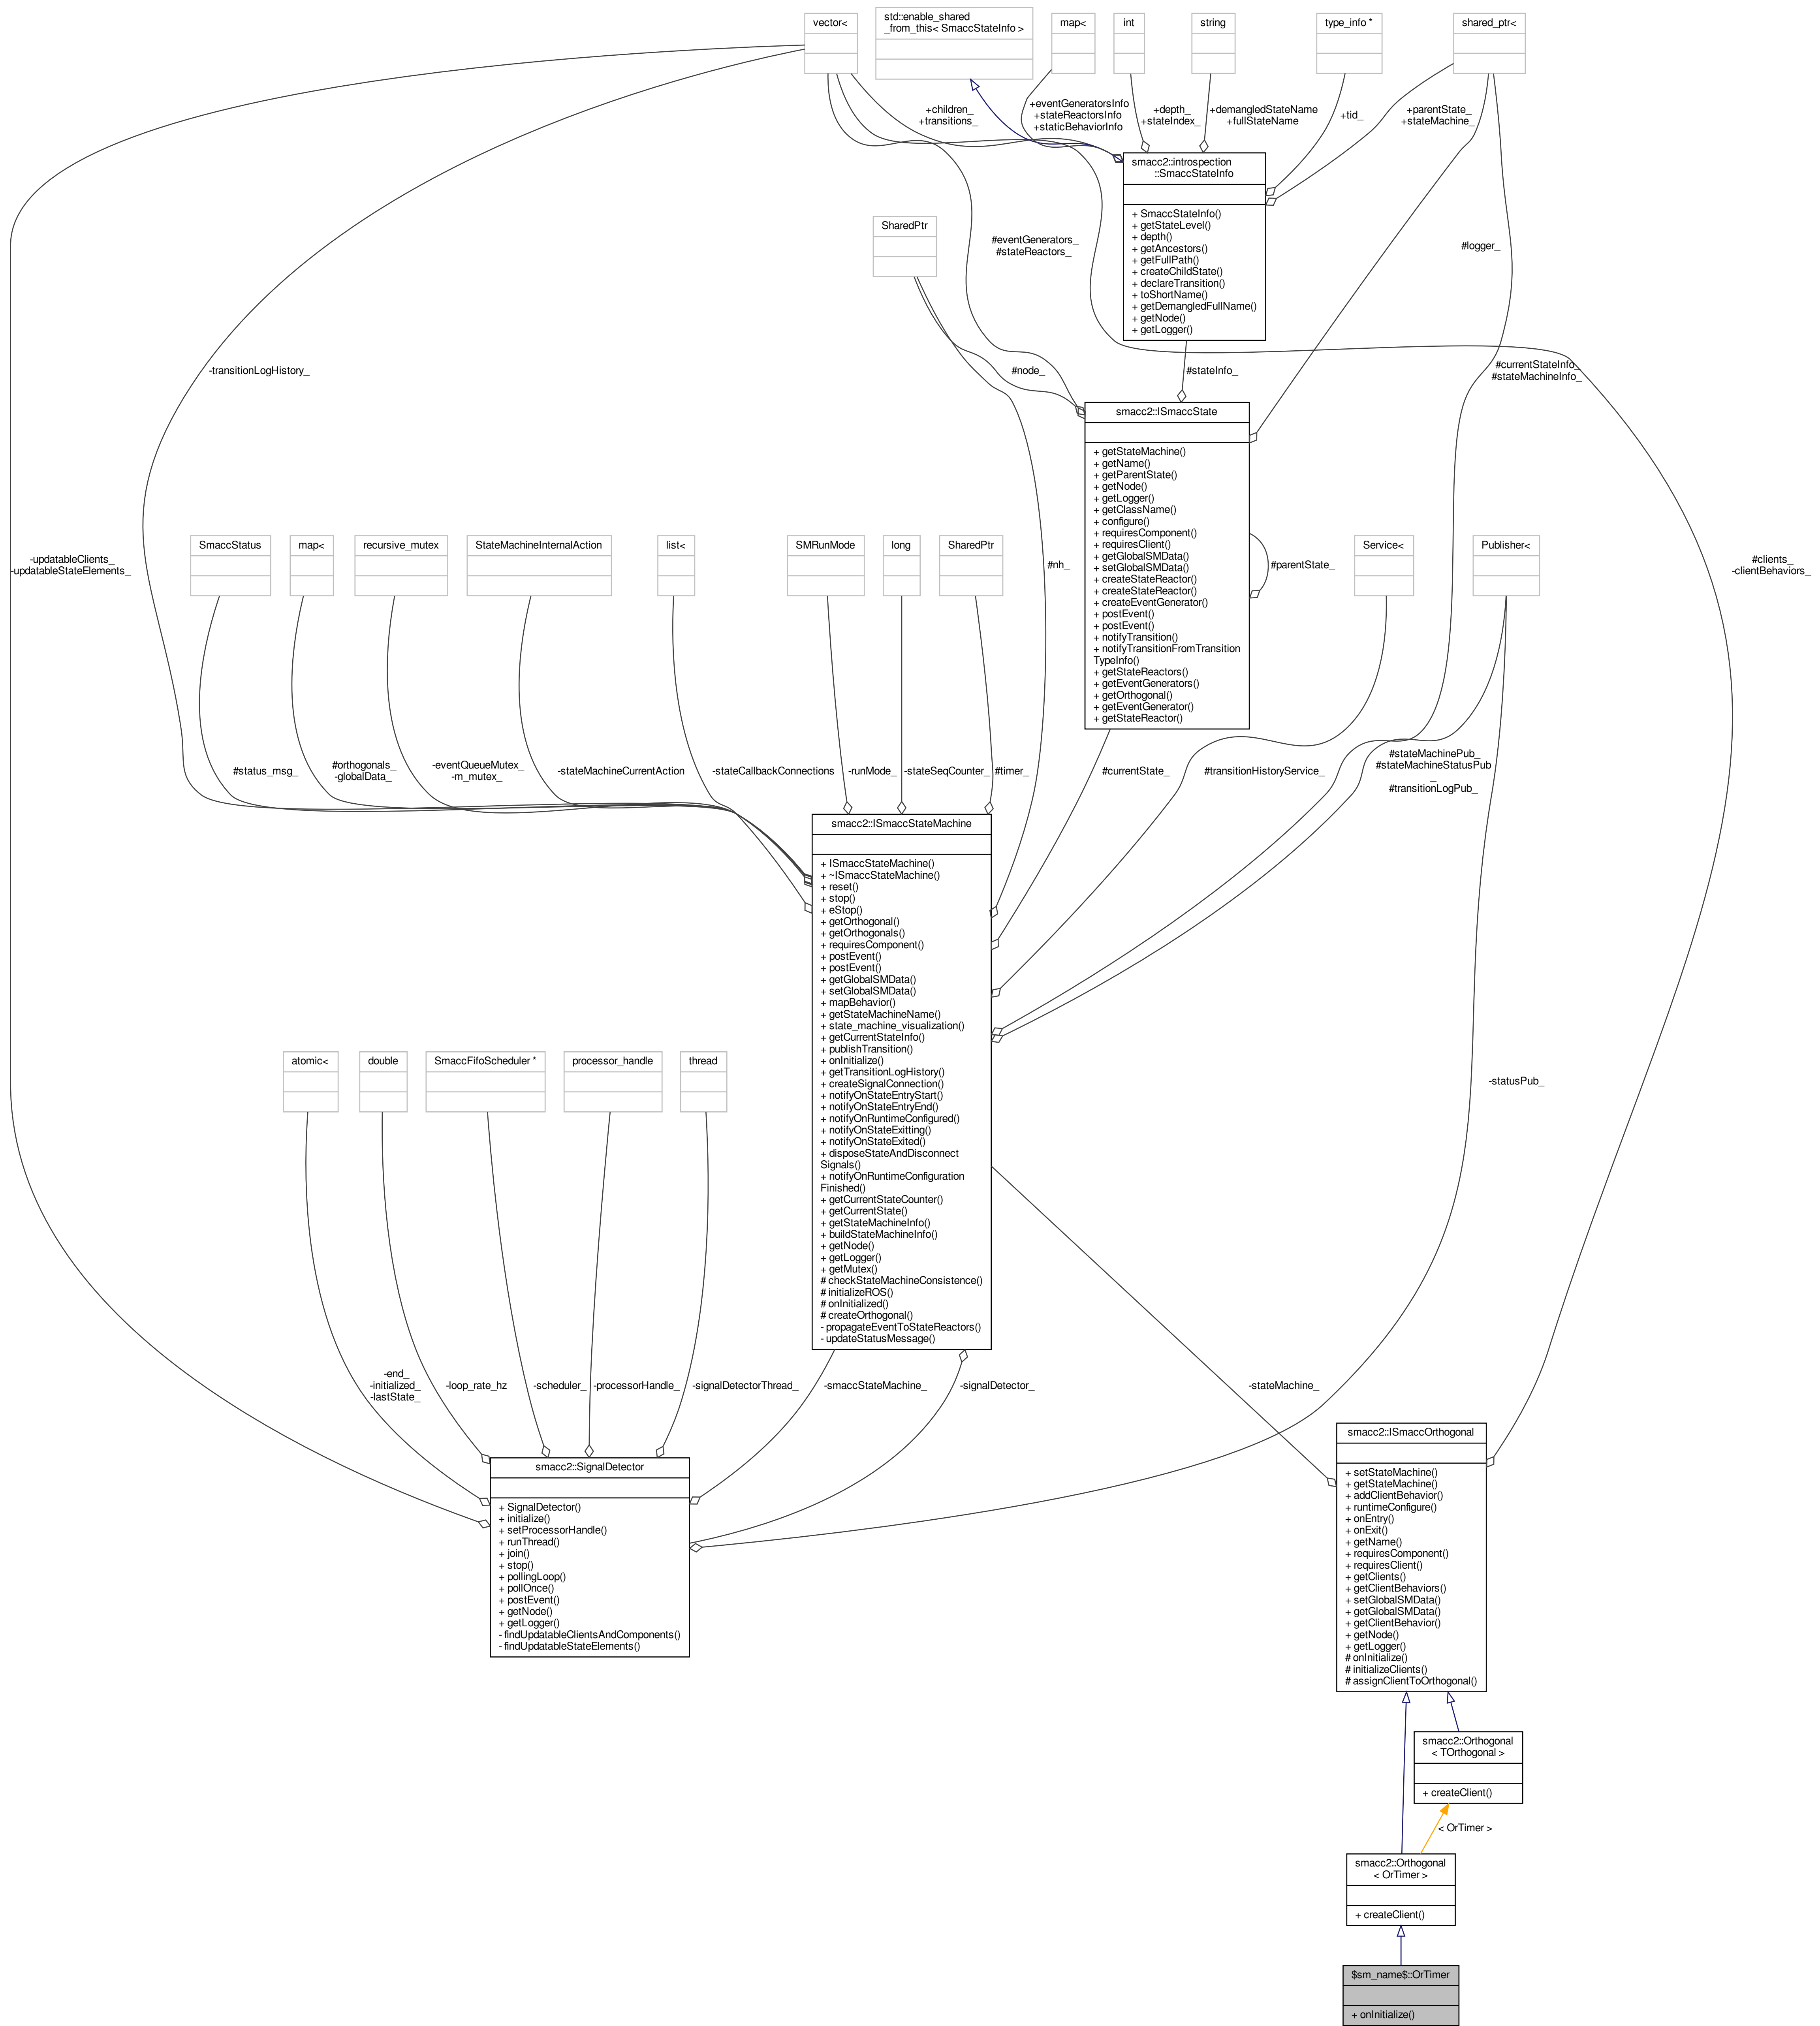 vector<
std::enable_shared
_from_this< SmaccStateInfo >
map<
int
string
type_info *
shared_ptr<
+children_
+transitions_
+eventGeneratorsInfo
+stateReactorsInfo
+staticBehaviorInfo
+depth_
+stateIndex_
+demangledStateName
+fullStateName
+tid_
+parentState_
+stateMachine_
smacc2::introspection
::SmaccStateInfo
+ SmaccStateInfo()
+ getStateLevel()
+ depth()
+ getAncestors()
+ getFullPath()
+ createChildState()
+ declareTransition()
+ toShortName()
+ getDemangledFullName()
+ getNode()
+ getLogger()
SharedPtr
#eventGenerators_
#stateReactors_
#logger_
-transitionLogHistory_
#node_
#stateInfo_
#currentStateInfo_
#stateMachineInfo_
smacc2::ISmaccState
+ getStateMachine()
+ getName()
+ getParentState()
+ getNode()
+ getLogger()
+ getClassName()
+ configure()
+ requiresComponent()
+ requiresClient()
+ getGlobalSMData()
+ setGlobalSMData()
+ createStateReactor()
+ createStateReactor()
+ createEventGenerator()
+ postEvent()
+ postEvent()
+ notifyTransition()
+ notifyTransitionFromTransition
TypeInfo()
+ getStateReactors()
+ getEventGenerators()
+ getOrthogonal()
+ getEventGenerator()
+ getStateReactor()
-updatableClients_
-updatableStateElements_
SmaccStatus
map<
recursive_mutex
StateMachineInternalAction
list<
SMRunMode
long
SharedPtr
#nh_
#parentState_
Service<
Publisher<
#clients_
-clientBehaviors_
#status_msg_
#orthogonals_
-globalData_
-eventQueueMutex_
-m_mutex_
-stateMachineCurrentAction
-stateCallbackConnections
-runMode_
-stateSeqCounter_
#timer_
#currentState_
#transitionHistoryService_
#stateMachinePub_
#stateMachineStatusPub
_
#transitionLogPub_
smacc2::ISmaccStateMachine
+ ISmaccStateMachine()
+ ~ISmaccStateMachine()
+ reset()
+ stop()
+ eStop()
+ getOrthogonal()
+ getOrthogonals()
+ requiresComponent()
+ postEvent()
+ postEvent()
+ getGlobalSMData()
+ setGlobalSMData()
+ mapBehavior()
+ getStateMachineName()
+ state_machine_visualization()
+ getCurrentStateInfo()
+ publishTransition()
+ onInitialize()
+ getTransitionLogHistory()
+ createSignalConnection()
+ notifyOnStateEntryStart()
+ notifyOnStateEntryEnd()
+ notifyOnRuntimeConfigured()
+ notifyOnStateExitting()
+ notifyOnStateExited()
+ disposeStateAndDisconnect
Signals()
+ notifyOnRuntimeConfiguration
Finished()
+ getCurrentStateCounter()
+ getCurrentState()
+ getStateMachineInfo()
+ buildStateMachineInfo()
+ getNode()
+ getLogger()
+ getMutex()
# checkStateMachineConsistence()
# initializeROS()
# onInitialized()
# createOrthogonal()
- propagateEventToStateReactors()
- updateStatusMessage()
atomic<
double
SmaccFifoScheduler *
processor_handle
thread
-statusPub_
-end_
-initialized_
-lastState_
-loop_rate_hz
-scheduler_
-processorHandle_
-signalDetectorThread_
-smaccStateMachine_
-signalDetector_
-stateMachine_
smacc2::SignalDetector
+ SignalDetector()
+ initialize()
+ setProcessorHandle()
+ runThread()
+ join()
+ stop()
+ pollingLoop()
+ pollOnce()
+ postEvent()
+ getNode()
+ getLogger()
- findUpdatableClientsAndComponents()
- findUpdatableStateElements()
smacc2::ISmaccOrthogonal
+ setStateMachine()
+ getStateMachine()
+ addClientBehavior()
+ runtimeConfigure()
+ onEntry()
+ onExit()
+ getName()
+ requiresComponent()
+ requiresClient()
+ getClients()
+ getClientBehaviors()
+ setGlobalSMData()
+ getGlobalSMData()
+ getClientBehavior()
+ getNode()
+ getLogger()
# onInitialize()
# initializeClients()
# assignClientToOrthogonal()
smacc2::Orthogonal
< TOrthogonal >
+ createClient()
< OrTimer >
smacc2::Orthogonal
< OrTimer >
+ createClient()
$sm_name$::OrTimer
+ onInitialize()